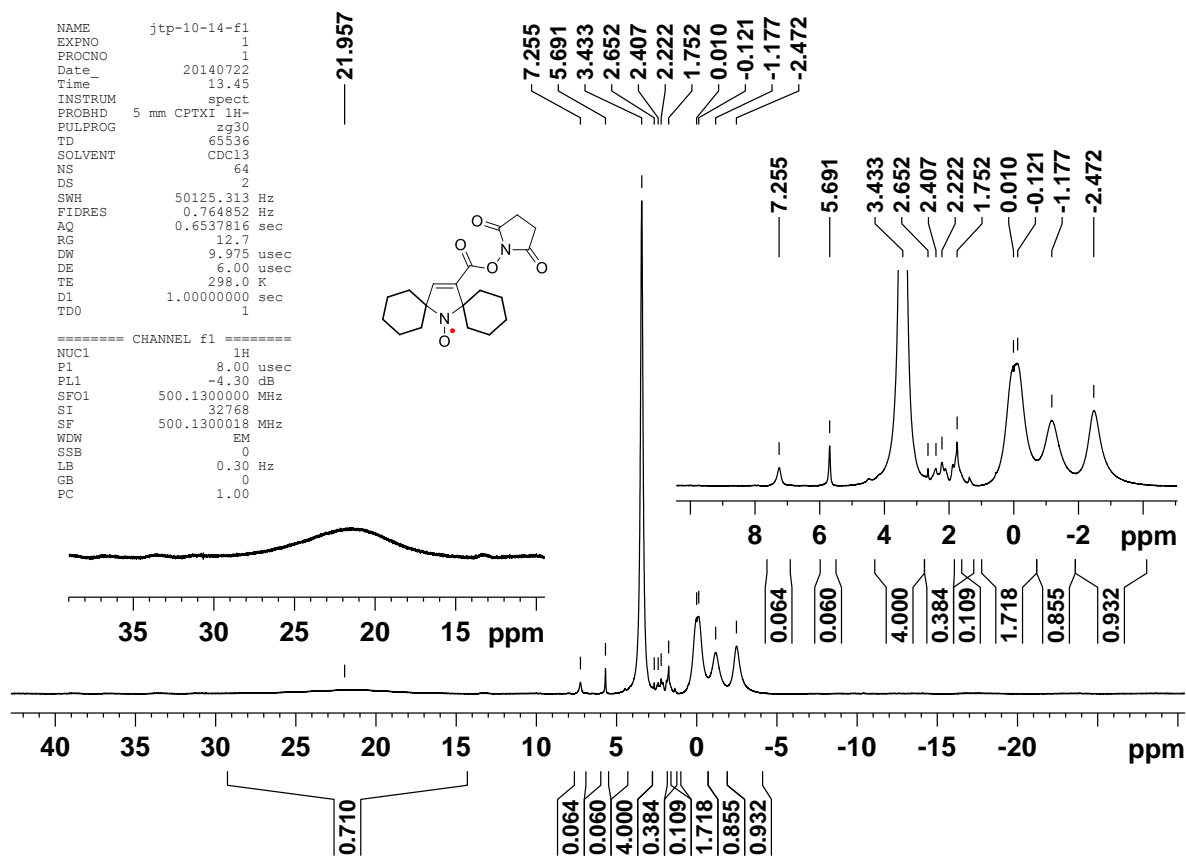 NAME jtp-10-14-f1
EXPNO 1
PROCNO 1
Date_ 20140722
Time 13.45
INSTRUM spect
PROBHD 5 mm CPTXI 1H-
PULPROG zg30
TD 65536
SOLVENT CDCl3
NS 64
DS 2
SWH 50125.313 Hz
FIDRES 0.764852 Hz
AQ 0.6537816 sec
RG 12.7
DW 9.975 usec
DE 6.00 usec
TE 298.0 K
D1 1.00000000 sec
TD0 1
======== CHANNEL f1 ========
NUC1 1H
P1 8.00 usec
PL1 -4.30 dB
SFO1 500.1300000 MHz
SI 32768
SF 500.1300018 MHz
WDW EM
SSB 0
LB 0.30 Hz
GB 0
PC 1.00
21.957
7.255
5.691
3.433
2.652
2.407
2.222
1.752
0.010
-0.121
-1.177
-2.472
O
O
O
N
O
N
O
7.255
5.691
3.433
2.652
2.407
2.222
1.752
0.010
-0.121
-1.177
-2.472
8 6 4 2 0 -2 ppm
0.064
0.060
4.000
0.384
0.109
1.718
0.855
0.932
35 30 25 20 15 ppm
40 30 20 15 10 5 0 -5 -10 -15 -20 ppm
0.710
0.064
0.060
4.000
0.384
0.109
1.718
0.855
0.932